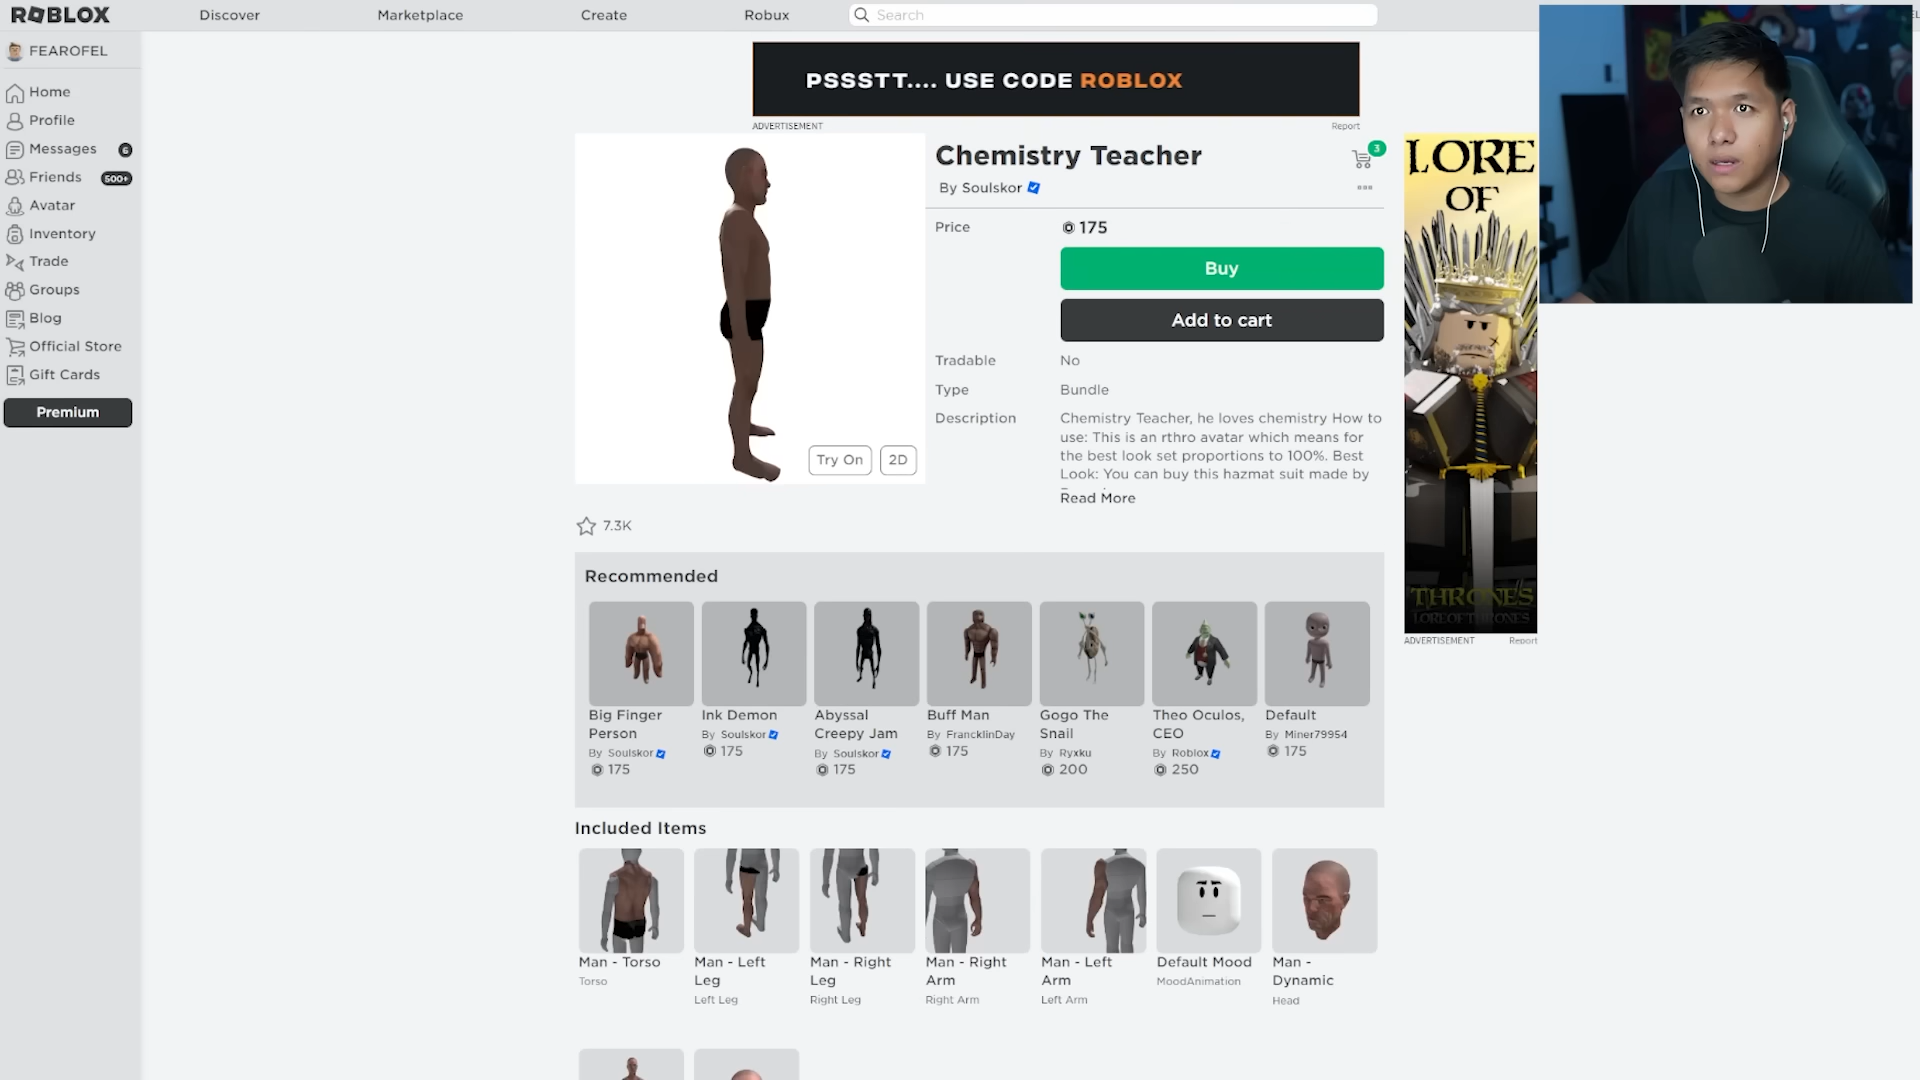 ROBLOX
Discover
Marketplace
Create
Robux
Search
FEAROFEL
Home
Profile
Messages
6
Friends
500+
Avatar
Inventory
Trade
Groups
Blog
Official Store
Gift Cards
Premium
PSSSTT.... USE CODE ROBLOX
ADVERTISEMENT
Report
Chemistry Teacher
3
By Soulskor
Price
175
Buy
Add to cart
Tradable
No
Type
Bundle
Description
Chemistry Teacher, he loves chemistry How to
use: This is an rthro avatar which means for
the best look set proportions to 100%. Best
Look: You can buy this hazmat suit made by
Read More
Try On
2D
7.3K
LORE
OF
THRONES
LOREOFTHRONES
ADVERTISEMENT
Report
Recommended
Big Finger
Person
By Soulskor
175
Ink Demon
By Soulskor
175
Abyssal
Creepy Jam
By Soulskor
175
Buff Man
By FrancklinDay
175
Gogo The
Snail
By Ryxku
200
Theo Oculos,
CEO
By Roblox
250
Default
By Miner79954
175
Included Items
Man - Torso
Torso
Man - Left
Leg
Left Leg
Man - Right
Leg
Right Leg
Man - Right
Arm
Right Arm
Man - Left
Arm
Left Arm
Default Mood
MoodAnimation
Man -
Dynamic
Head